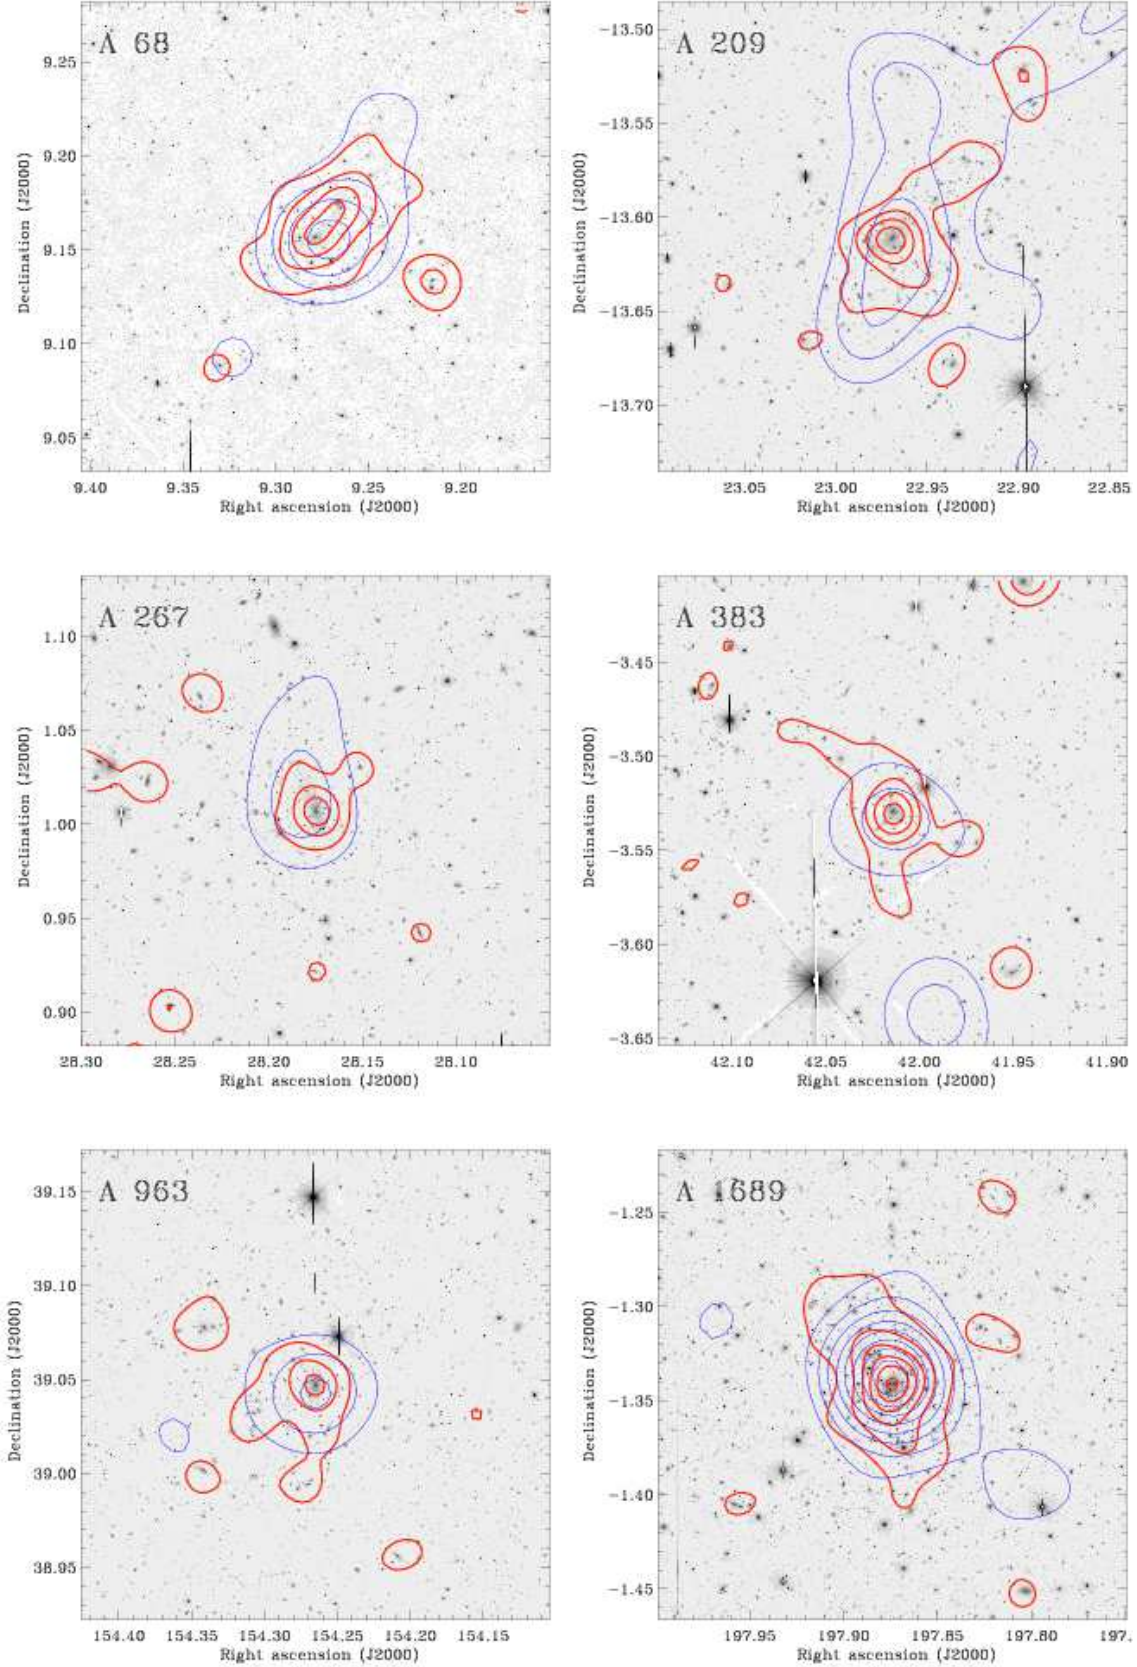 A 68
9.25
9.20
9.15
9.10
9.05
Declination (J2000)
9.40 9.35 9.30 9.25 9.20
Right ascension (J2000)
A 209
−13.50
−13.55
−13.60
−13.65
−13.70
Declination (J2000)
23.05 23.00 22.95 22.90 22.85
Right ascension (J2000)
A 267
1.10
1.05
1.00
0.95
0.90
Declination (J2000)
28.30 28.25 28.20 28.15 28.10
Right ascension (J2000)
A 383
−3.45
−3.50
−3.55
−3.60
−3.65
Declination (J2000)
42.10 42.05 42.00 41.95 41.90
Right ascension (J2000)
A 963
39.15
39.10
39.05
39.00
38.95
Declination (J2000)
154.40 154.35 154.30 154.25 154.20 154.15
Right ascension (J2000)
A 1689
−1.25
−1.30
−1.35
−1.40
−1.45
Declination (J2000)
197.95 197.90 197.85 197.80 197.
Right ascension (J2000)